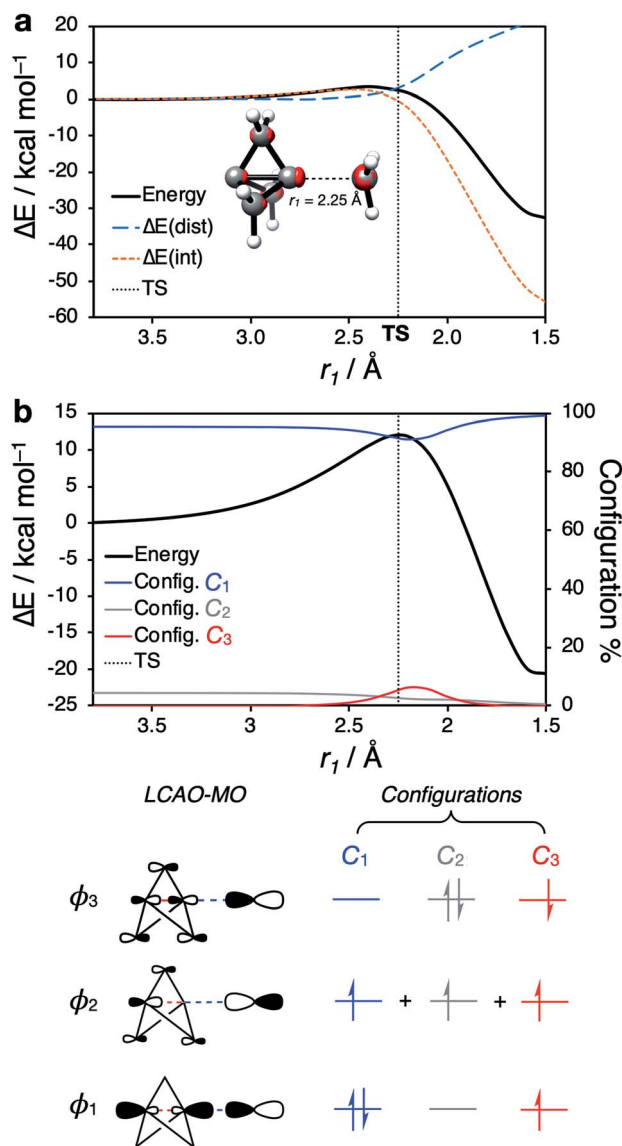 a
20
10
0
-10
-20
-30
-40
-50
-60
ΔE / kcal mol⁻¹
Energy
ΔE(dist)
ΔE(int)
TS
r₁ = 2.25 Å
3.5
3.0
2.5
TS
2.0
1.5
r₁ / Å
b
15
10
5
0
-5
-10
-15
-20
-25
ΔE / kcal mol⁻¹
Energy
Config. C₁
Config. C₂
Config. C₃
TS
100
80
60
40
20
0
Configuration %
3.5
3
2.5
2
1.5
r₁ / Å
LCAO-MO Configurations
C₁ C₂ C₃
ϕ₃
ϕ₂ + +
ϕ₁